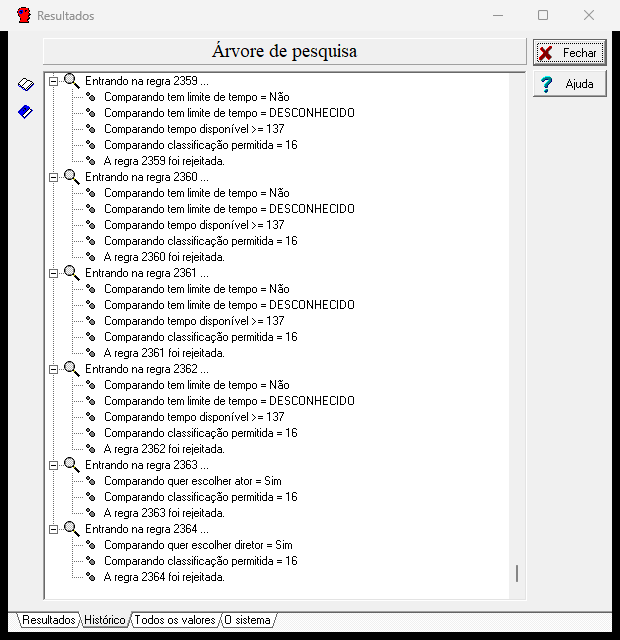 Resultados
Árvore de pesquisa
Fechar
Ajuda
Entrando na regra 2359 ...
Comparando tem limite de tempo = Não
Comparando tem limite de tempo = DESCONHECIDO
Comparando tempo disponível >= 137
Comparando classificação permitida = 16
A regra 2359 foi rejeitada.
Entrando na regra 2360 ...
Comparando tem limite de tempo = Não
Comparando tem limite de tempo = DESCONHECIDO
Comparando tempo disponível >= 137
Comparando classificação permitida = 16
A regra 2360 foi rejeitada.
Entrando na regra 2361 ...
Comparando tem limite de tempo = Não
Comparando tem limite de tempo = DESCONHECIDO
Comparando tempo disponível >= 137
Comparando classificação permitida = 16
A regra 2361 foi rejeitada.
Entrando na regra 2362 ...
Comparando tem limite de tempo = Não
Comparando tem limite de tempo = DESCONHECIDO
Comparando tempo disponível >= 137
Comparando classificação permitida = 16
A regra 2362 foi rejeitada.
Entrando na regra 2363 ...
Comparando quer escolher ator = Sim
Comparando classificação permitida = 16
A regra 2363 foi rejeitada.
Entrando na regra 2364 ...
Comparando quer escolher diretor = Sim
Comparando classificação permitida = 16
A regra 2364 foi rejeitada.
Resultados Histórico Todos os valores O sistema